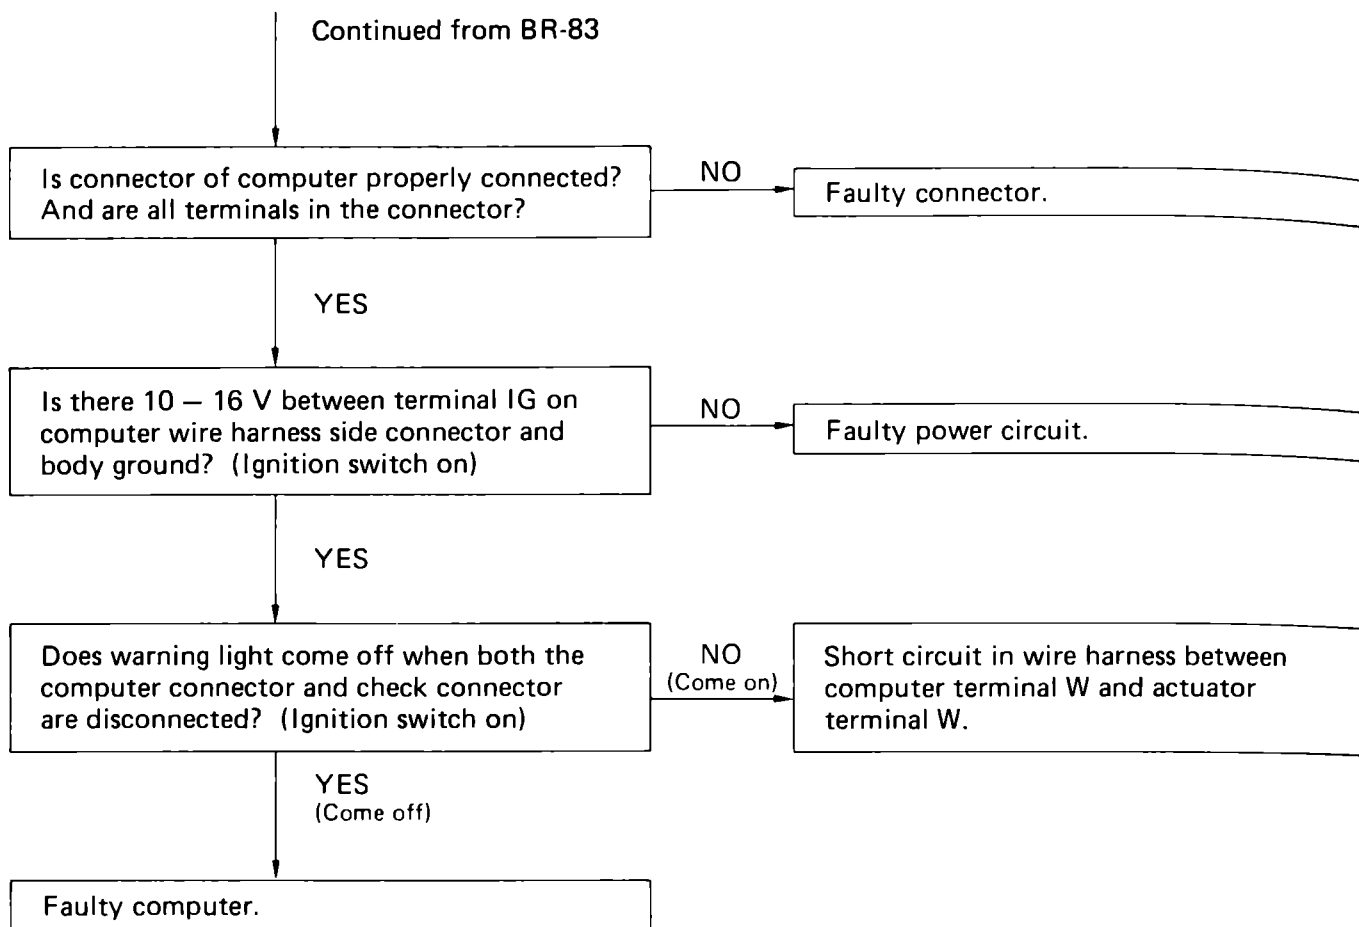 Continued from BR-83
Is connector of computer properly connected?
And are all terminals in the connector?
NO
Faulty connector.
YES
Is there 10 – 16 V between terminal IG on
computer wire harness side connector and
body ground? (Ignition switch on)
NO
Faulty power circuit.
YES
Does warning light come off when both the
computer connector and check connector
are disconnected? (Ignition switch on)
NO
(Come on)
Short circuit in wire harness between
computer terminal W and actuator
terminal W.
YES
(Come off)
Faulty computer.